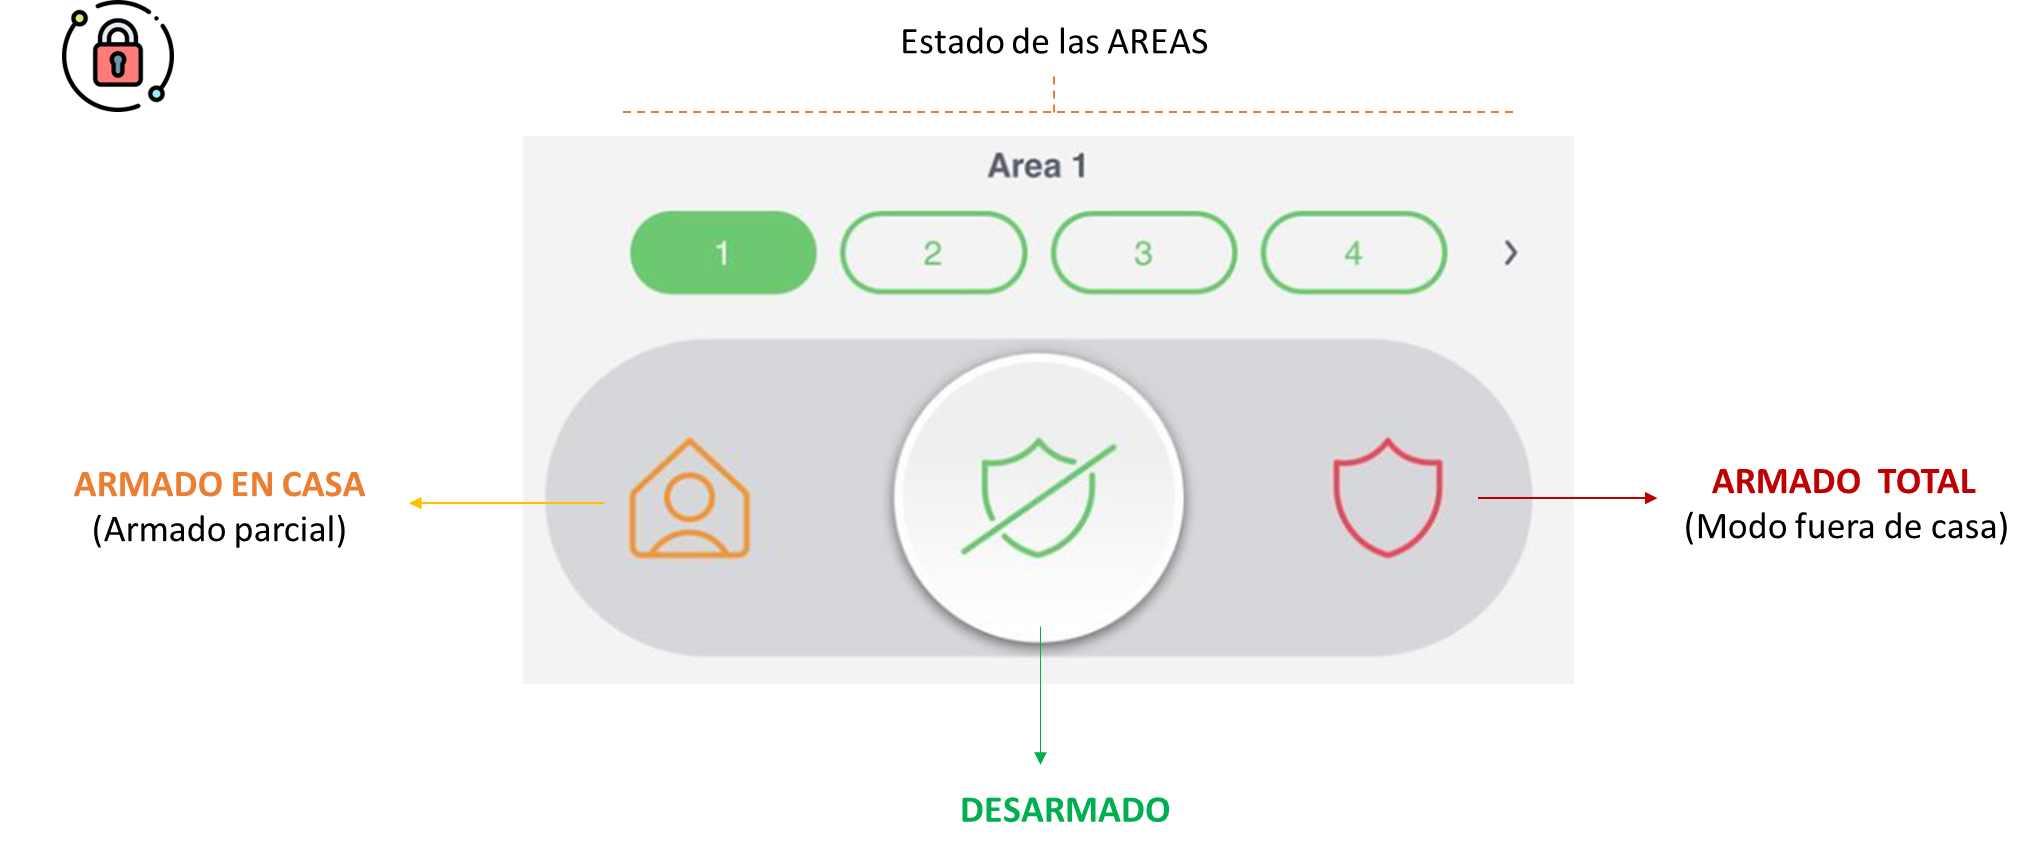 Estado de las AREAS
Area 1
1 2 3 4
ARMADO EN CASA
(Armado parcial)
ARMADO TOTAL
(Modo fuera de casa)
DESARMADO